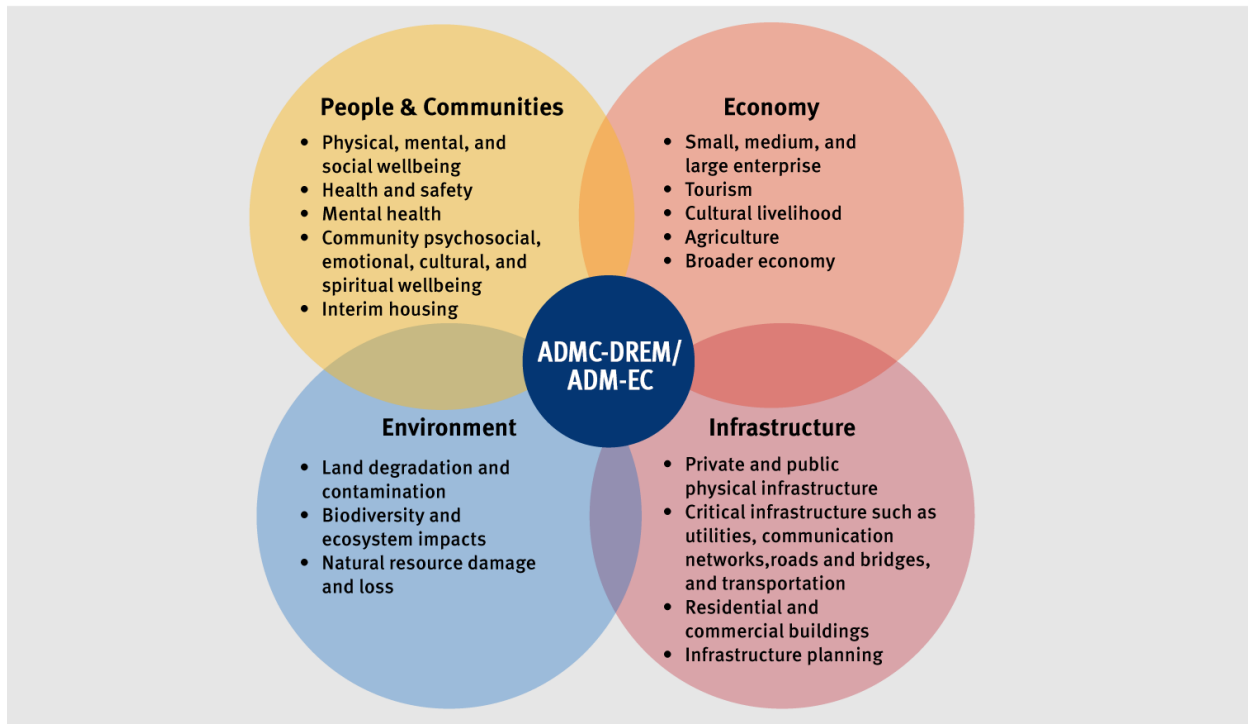 People & Communities
• Physical, mental, and
social wellbeing
• Health and safety
• Mental health
• Community psychosocial,
emotional, cultural, and
spiritual wellbeing
• Interim housing
Economy
• Small, medium, and
large enterprise
• Tourism
• Cultural livelihood
• Agriculture
• Broader economy
ADMC-DREM/
ADM-EC
Environment
• Land degradation and
contamination
• Biodiversity and
ecosystem impacts
• Natural resource damage
and loss
Infrastructure
• Private and public
physical infrastructure
• Critical infrastructure such as
utilities, communication
networks,roads and bridges,
and transportation
• Residential and
commercial buildings
• Infrastructure planning